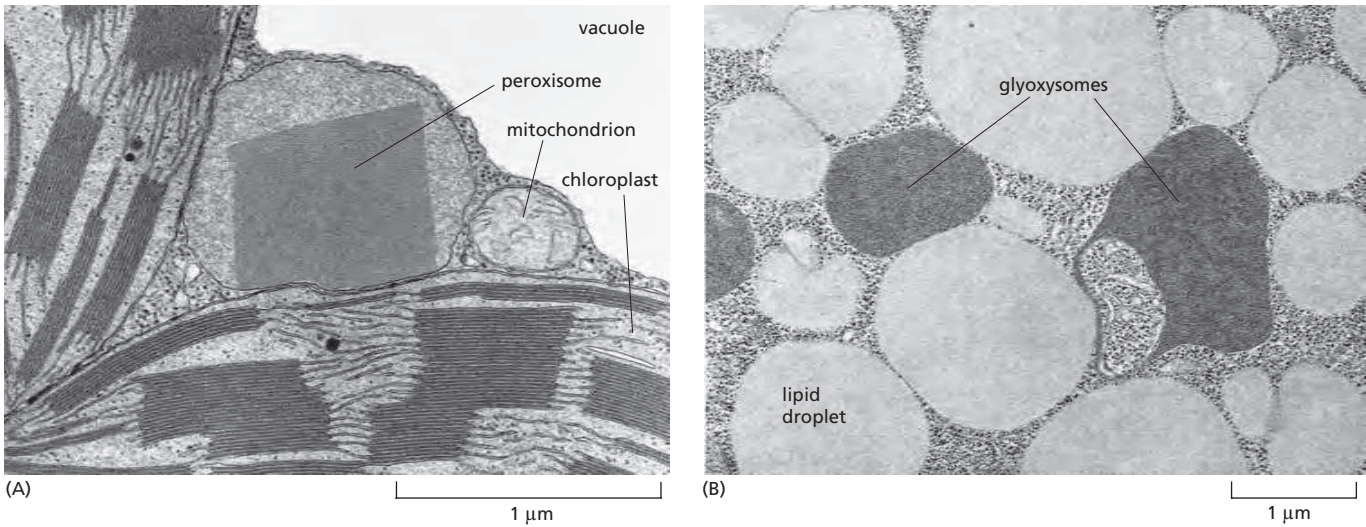 vacuole
peroxisome
mitochondrion
chloroplast
(A)
1 μm
glyoxysomes
lipid
droplet
(B)
1 μm